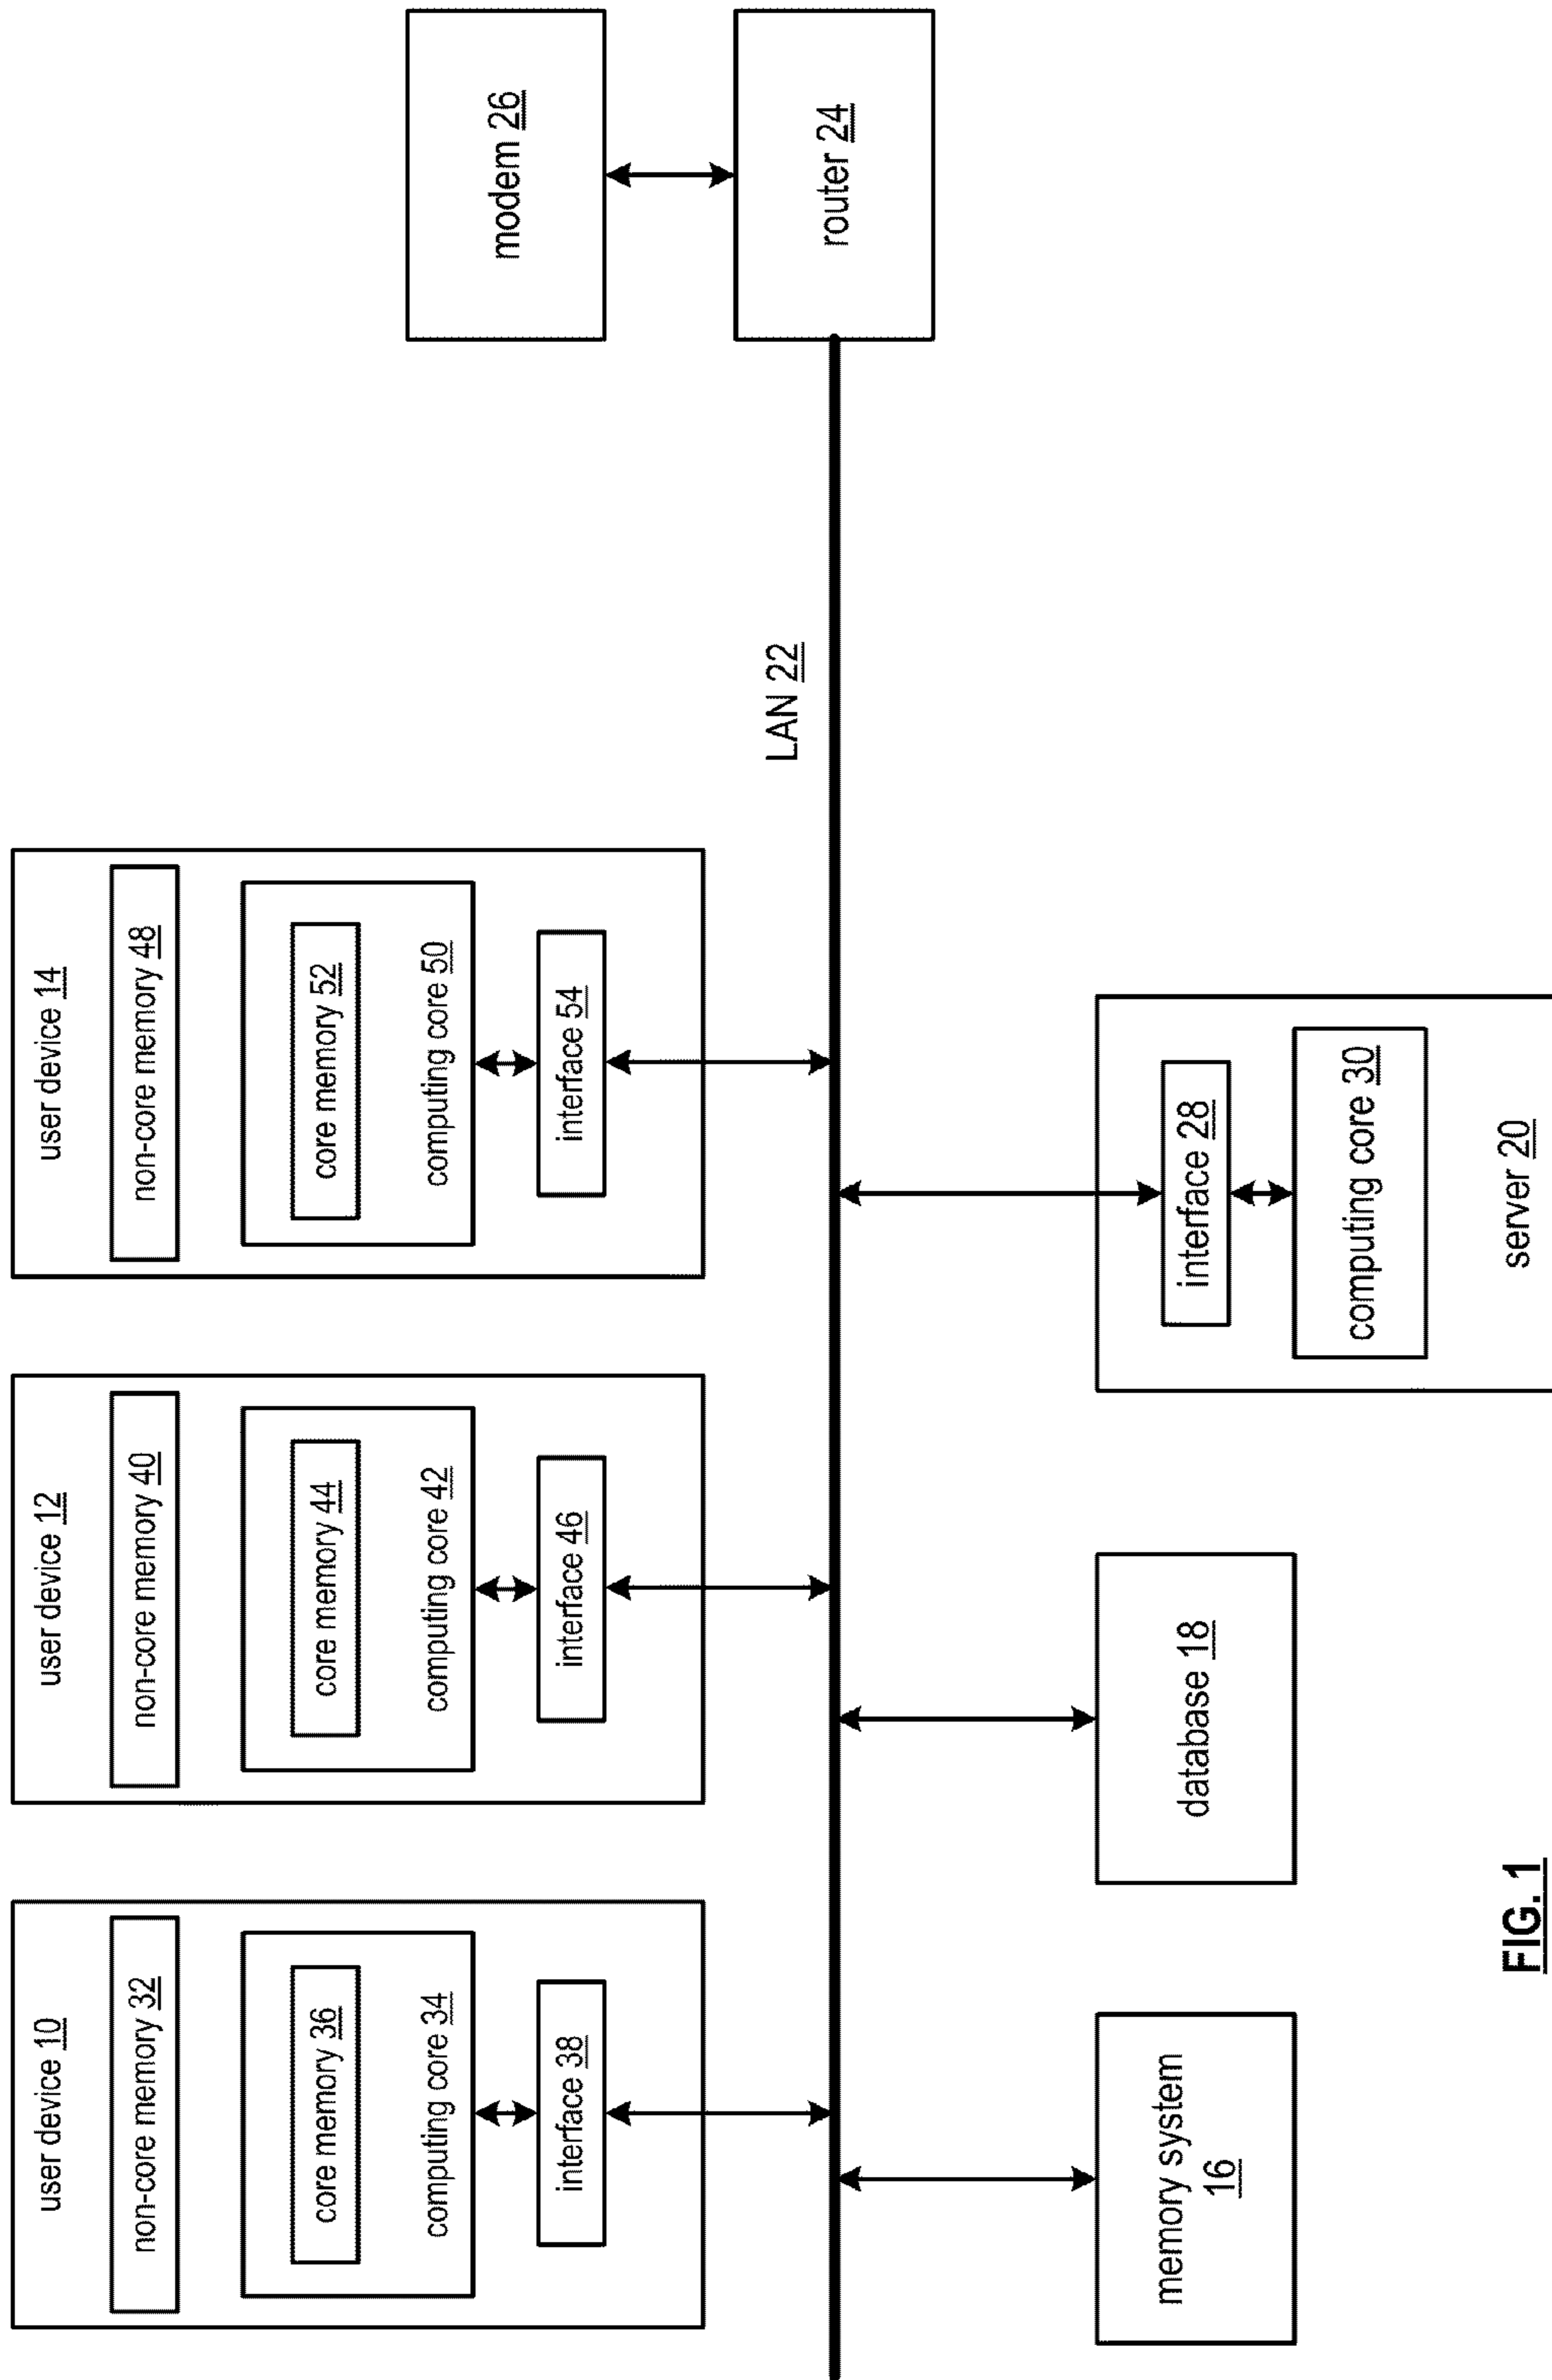 user device 10
non-core memory 32
core memory 36
computing core 34
interface 38
user device 12
non-core memory 40
core memory 44
computing core 42
interface 46
user device 14
non-core memory 48
core memory 52
computing core 50
interface 54
modem 26
router 24
LAN 22
memory system
16
database 18
interface 28
computing core 30
server 20
FIG. 1